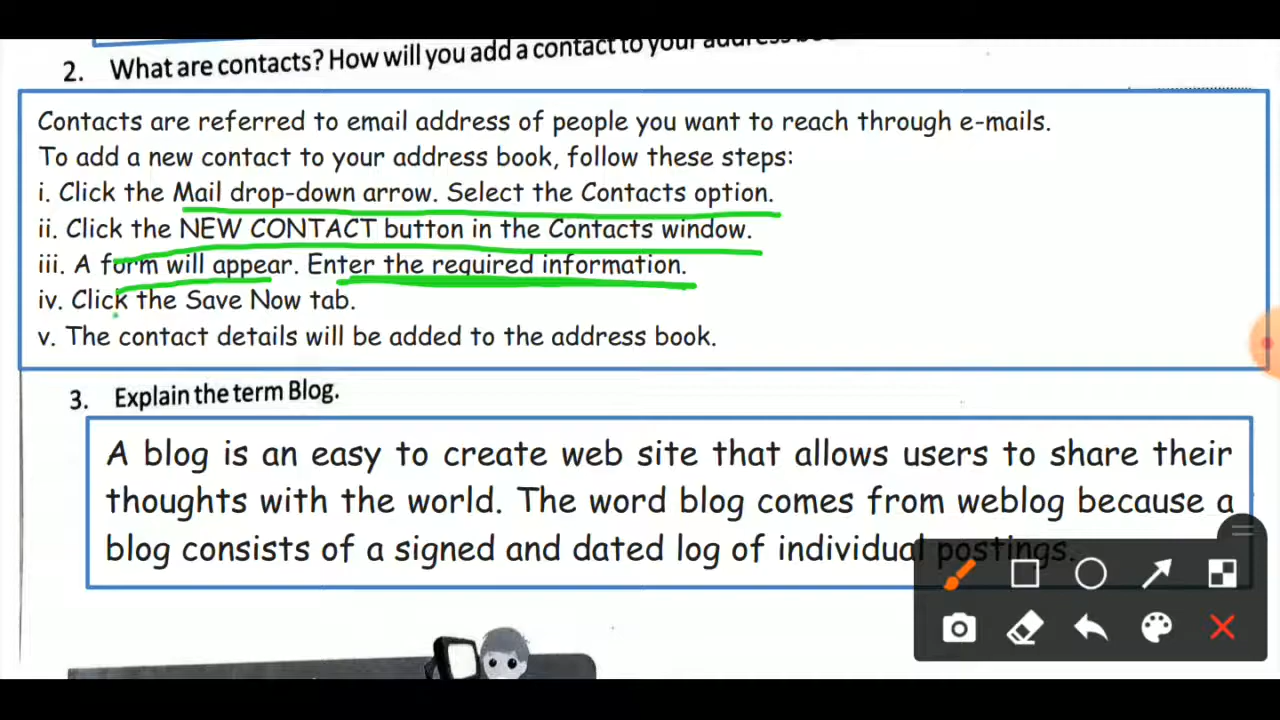 2. What are contacts? How will you add a contact to your address
Contacts are referred to email address of people you want to reach through e-mails.
To add a new contact to your address book, follow these steps:
i. Click the Mail drop-down arrow. Select the Contacts option.
ii. Click the NEW CONTACT button in the Contacts window.
iii. A form will appear. Enter the required information.
iv. Click the Save Now tab.
v. The contact details will be added to the address book.
3. Explain the term Blog.
A blog is an easy to create web site that allows users to share their
thoughts with the world. The word blog comes from weblog because a
blog consists of a signed and dated log of individual postings.